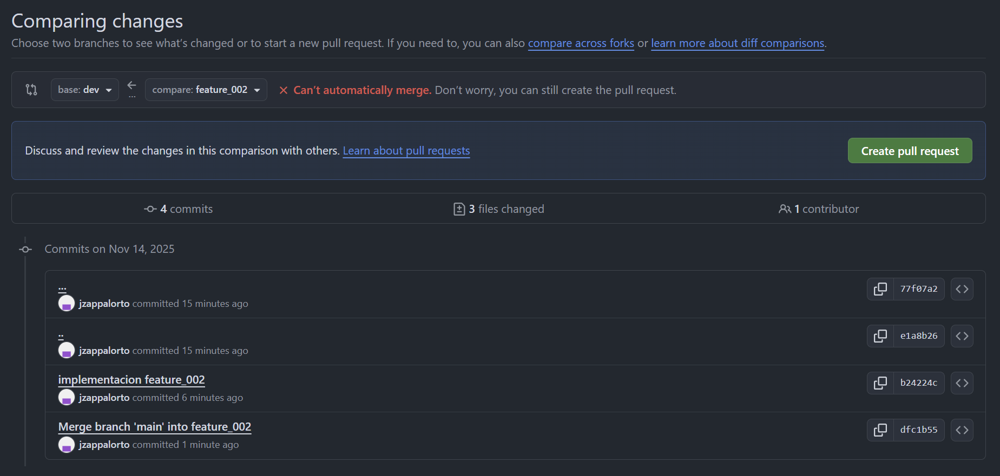 Comparing changes
Choose two branches to see what’s changed or to start a new pull request. If you need to, you can also compare across forks or learn more about diff comparisons.
base: dev ... compare: feature_002 Can’t automatically merge. Don’t worry, you can still create the pull request.
Discuss and review the changes in this comparison with others. Learn about pull requests Create pull request
4 commits 3 files changed 1 contributor
Commits on Nov 14, 2025
... 77f07a2
jzappalorto committed 15 minutes ago
.. e1a8b26
jzappalorto committed 15 minutes ago
implementacion feature_002 b24224c
jzappalorto committed 6 minutes ago
Merge branch 'main' into feature_002 dfc1b55
jzappalorto committed 1 minute ago